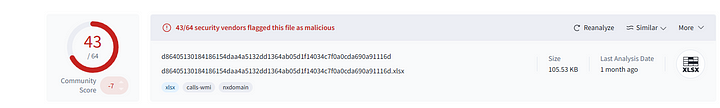 43/64 security vendors flagged this file as malicious
Reanalyze
Similar
More
43
/ 64
Community
Score
-7
d86405130184186154daa4a5132dd1364ab05d1f14034c7f0a0cda690a91116d
d86405130184186154daa4a5132dd1364ab05d1f14034c7f0a0cda690a91116d.xlsx
xlsx
calls-wmi
nxdomain
Size
105.53 KB
Last Analysis Date
1 month ago
XLSX